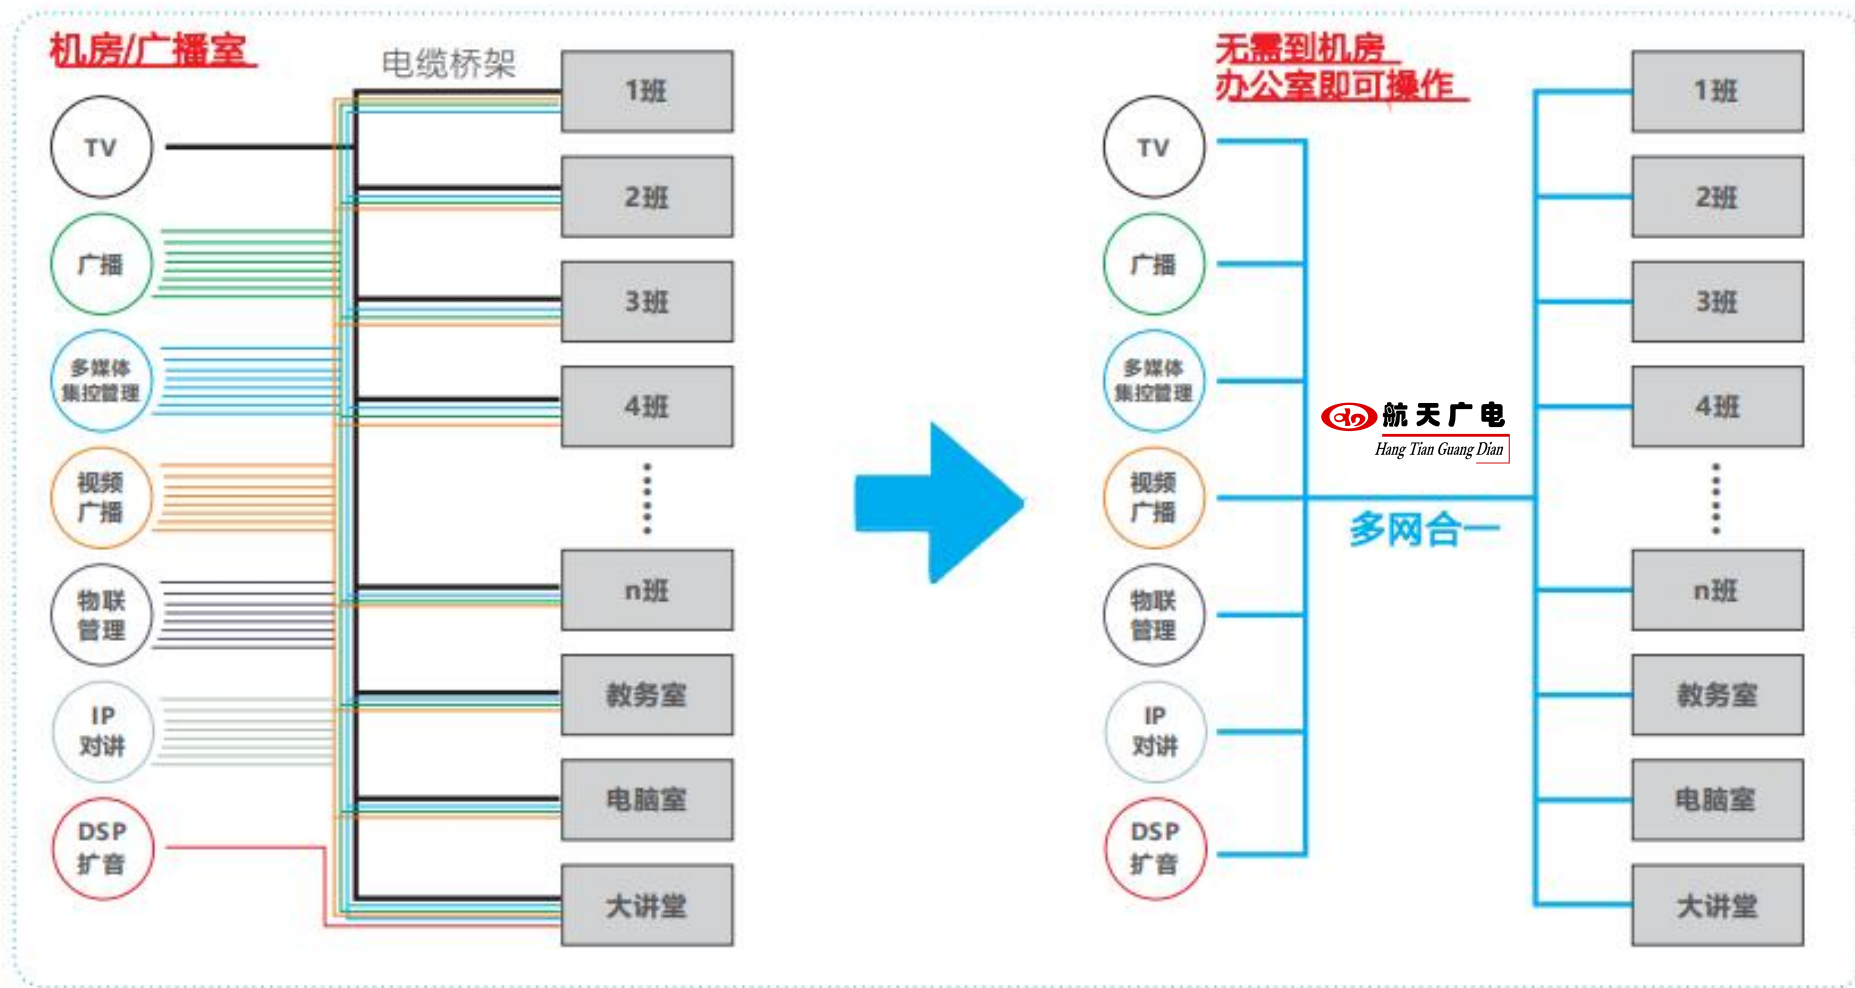 机房/广播室
电缆桥架
TV
广播
多媒体
集控管理
视频
广播
物联
管理
IP
对讲
DSP
扩音
1班
2班
3班
4班
n班
教务室
电脑室
大讲堂
无需到机房
办公室即可操作
TV
广播
多媒体
集控管理
视频
广播
物联
管理
IP
对讲
DSP
扩音
航天广电
Hang Tian Guang Dian
多网合一
1班
2班
3班
4班
n班
教务室
电脑室
大讲堂